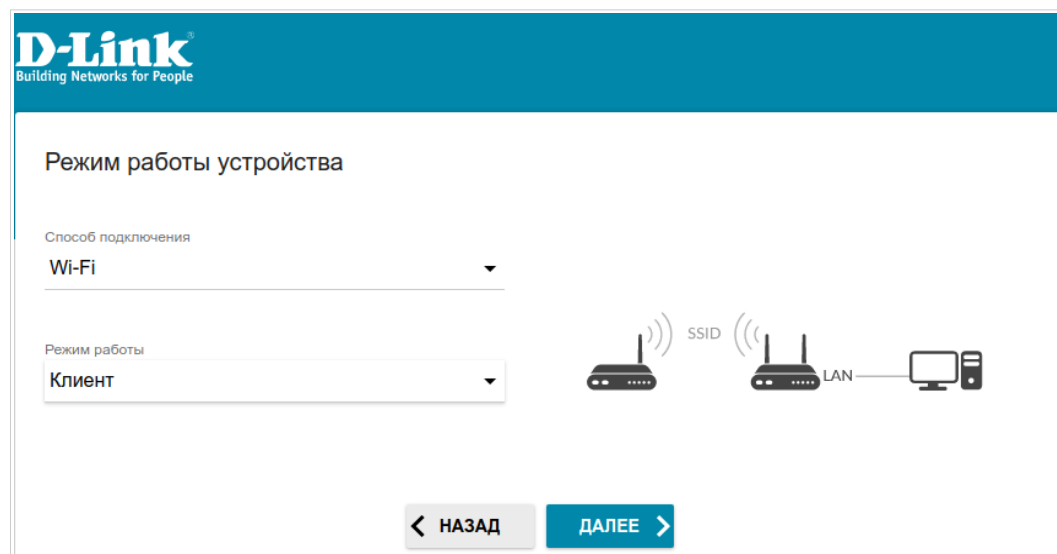 D-Link®
Building Networks for People
Режим работы устройства
Способ подключения
Wi-Fi
Режим работы
Клиент
SSID
LAN
НАЗАД
ДАЛЕЕ